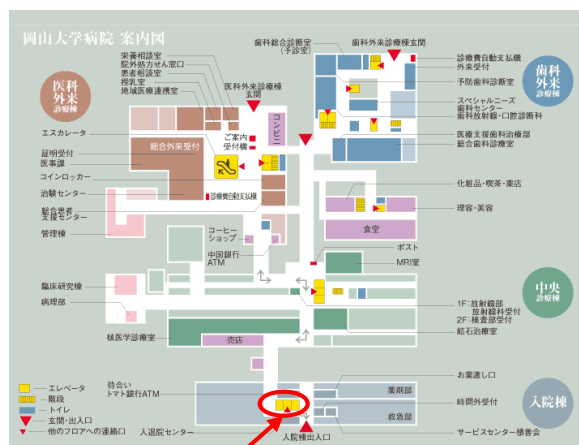 岡山大学病院 案内図
医科
外来
診療棟
歯科
外来
診療棟
中央
診療棟
入院棟
栄養相談室
院外処方せん窓口
患者相談室
授乳室
地域医療連携室
エスカレータ
証明受付
医事課
コインロッカー
治験センター
総合患者
支援センター
管理棟
臨床研究棟
病理部
核医学診療室
総合外来受付
医科外来診療棟
玄関
ご案内
受付機
コンビニ
診療費自動支払機
コーヒー
ショップ
中国銀行
ATM
売店
待合い
トマト銀行ATM
入退院センター
入院棟出入口
歯科総合診断室
(予診室)
歯科外来診療棟玄関
診療費自動支払機
外来受付
予防歯科診断室
スペシャルニーズ
歯科センター
歯科放射線・口腔診断科
医療支援歯科治療部
総合歯科診療室
化粧品・喫茶・薬店
理容・美容
食堂
ポスト
MRI室
1F:放射線部
放射線科受付
2F:検査部受付
結石治療室
お薬渡し口
薬剤部
時間外受付
救急部
サービスセンター積善会
エレベータ
階段
トイレ
玄関・出入口
他のフロアへの連絡口